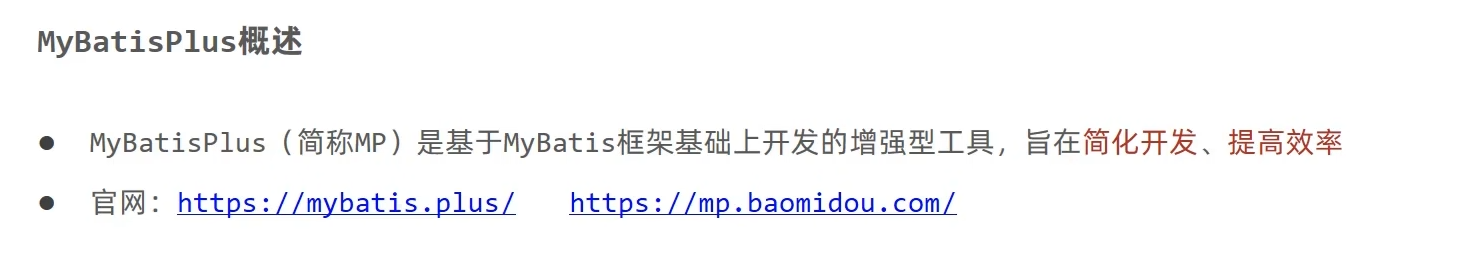 MyBatisPlus概述
● MyBatisPlus（简称MP）是基于MyBatis框架基础上开发的增强型工具，旨在简化开发、提高效率
● 官网：https://mybatis.plus/ https://mp.baomidou.com/